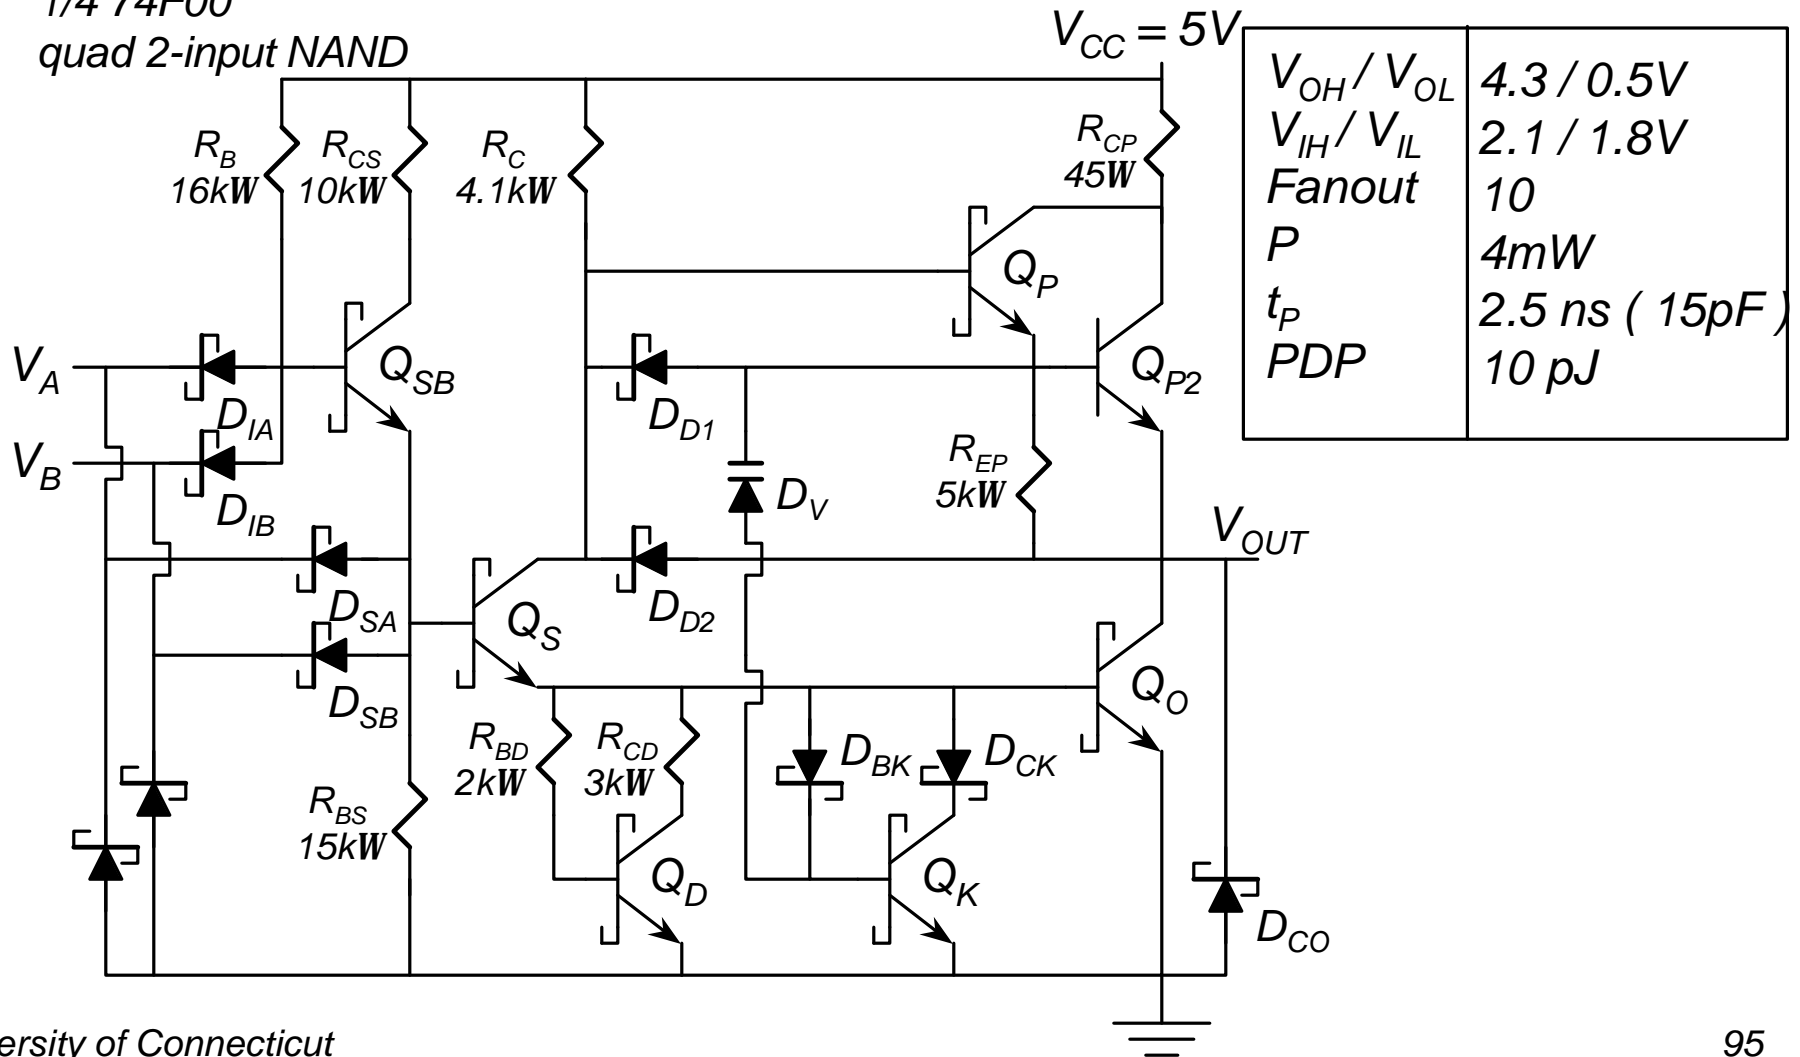 1/4 74F00
quad 2-input NAND
V_CC = 5V
V_OH / V_OL 4.3 / 0.5V
V_IH / V_IL 2.1 / 1.8V
Fanout 10
P 4mW
t_P 2.5 ns ( 15pF )
PDP 10 pJ
R_B
16kW
R_CS
10kW
R_C
4.1kW
R_CP
45W
Q_P
V_A
D_IA
Q_SB
D_D1
Q_P2
V_B
D_IB
D_V
R_EP
5kW
V_OUT
D_SA
Q_S
D_D2
D_SB
Q_O
R_BD
2kW
R_CD
3kW
D_BK
D_CK
R_BS
15kW
Q_D
Q_K
D_CO
ersity of Connecticut
95